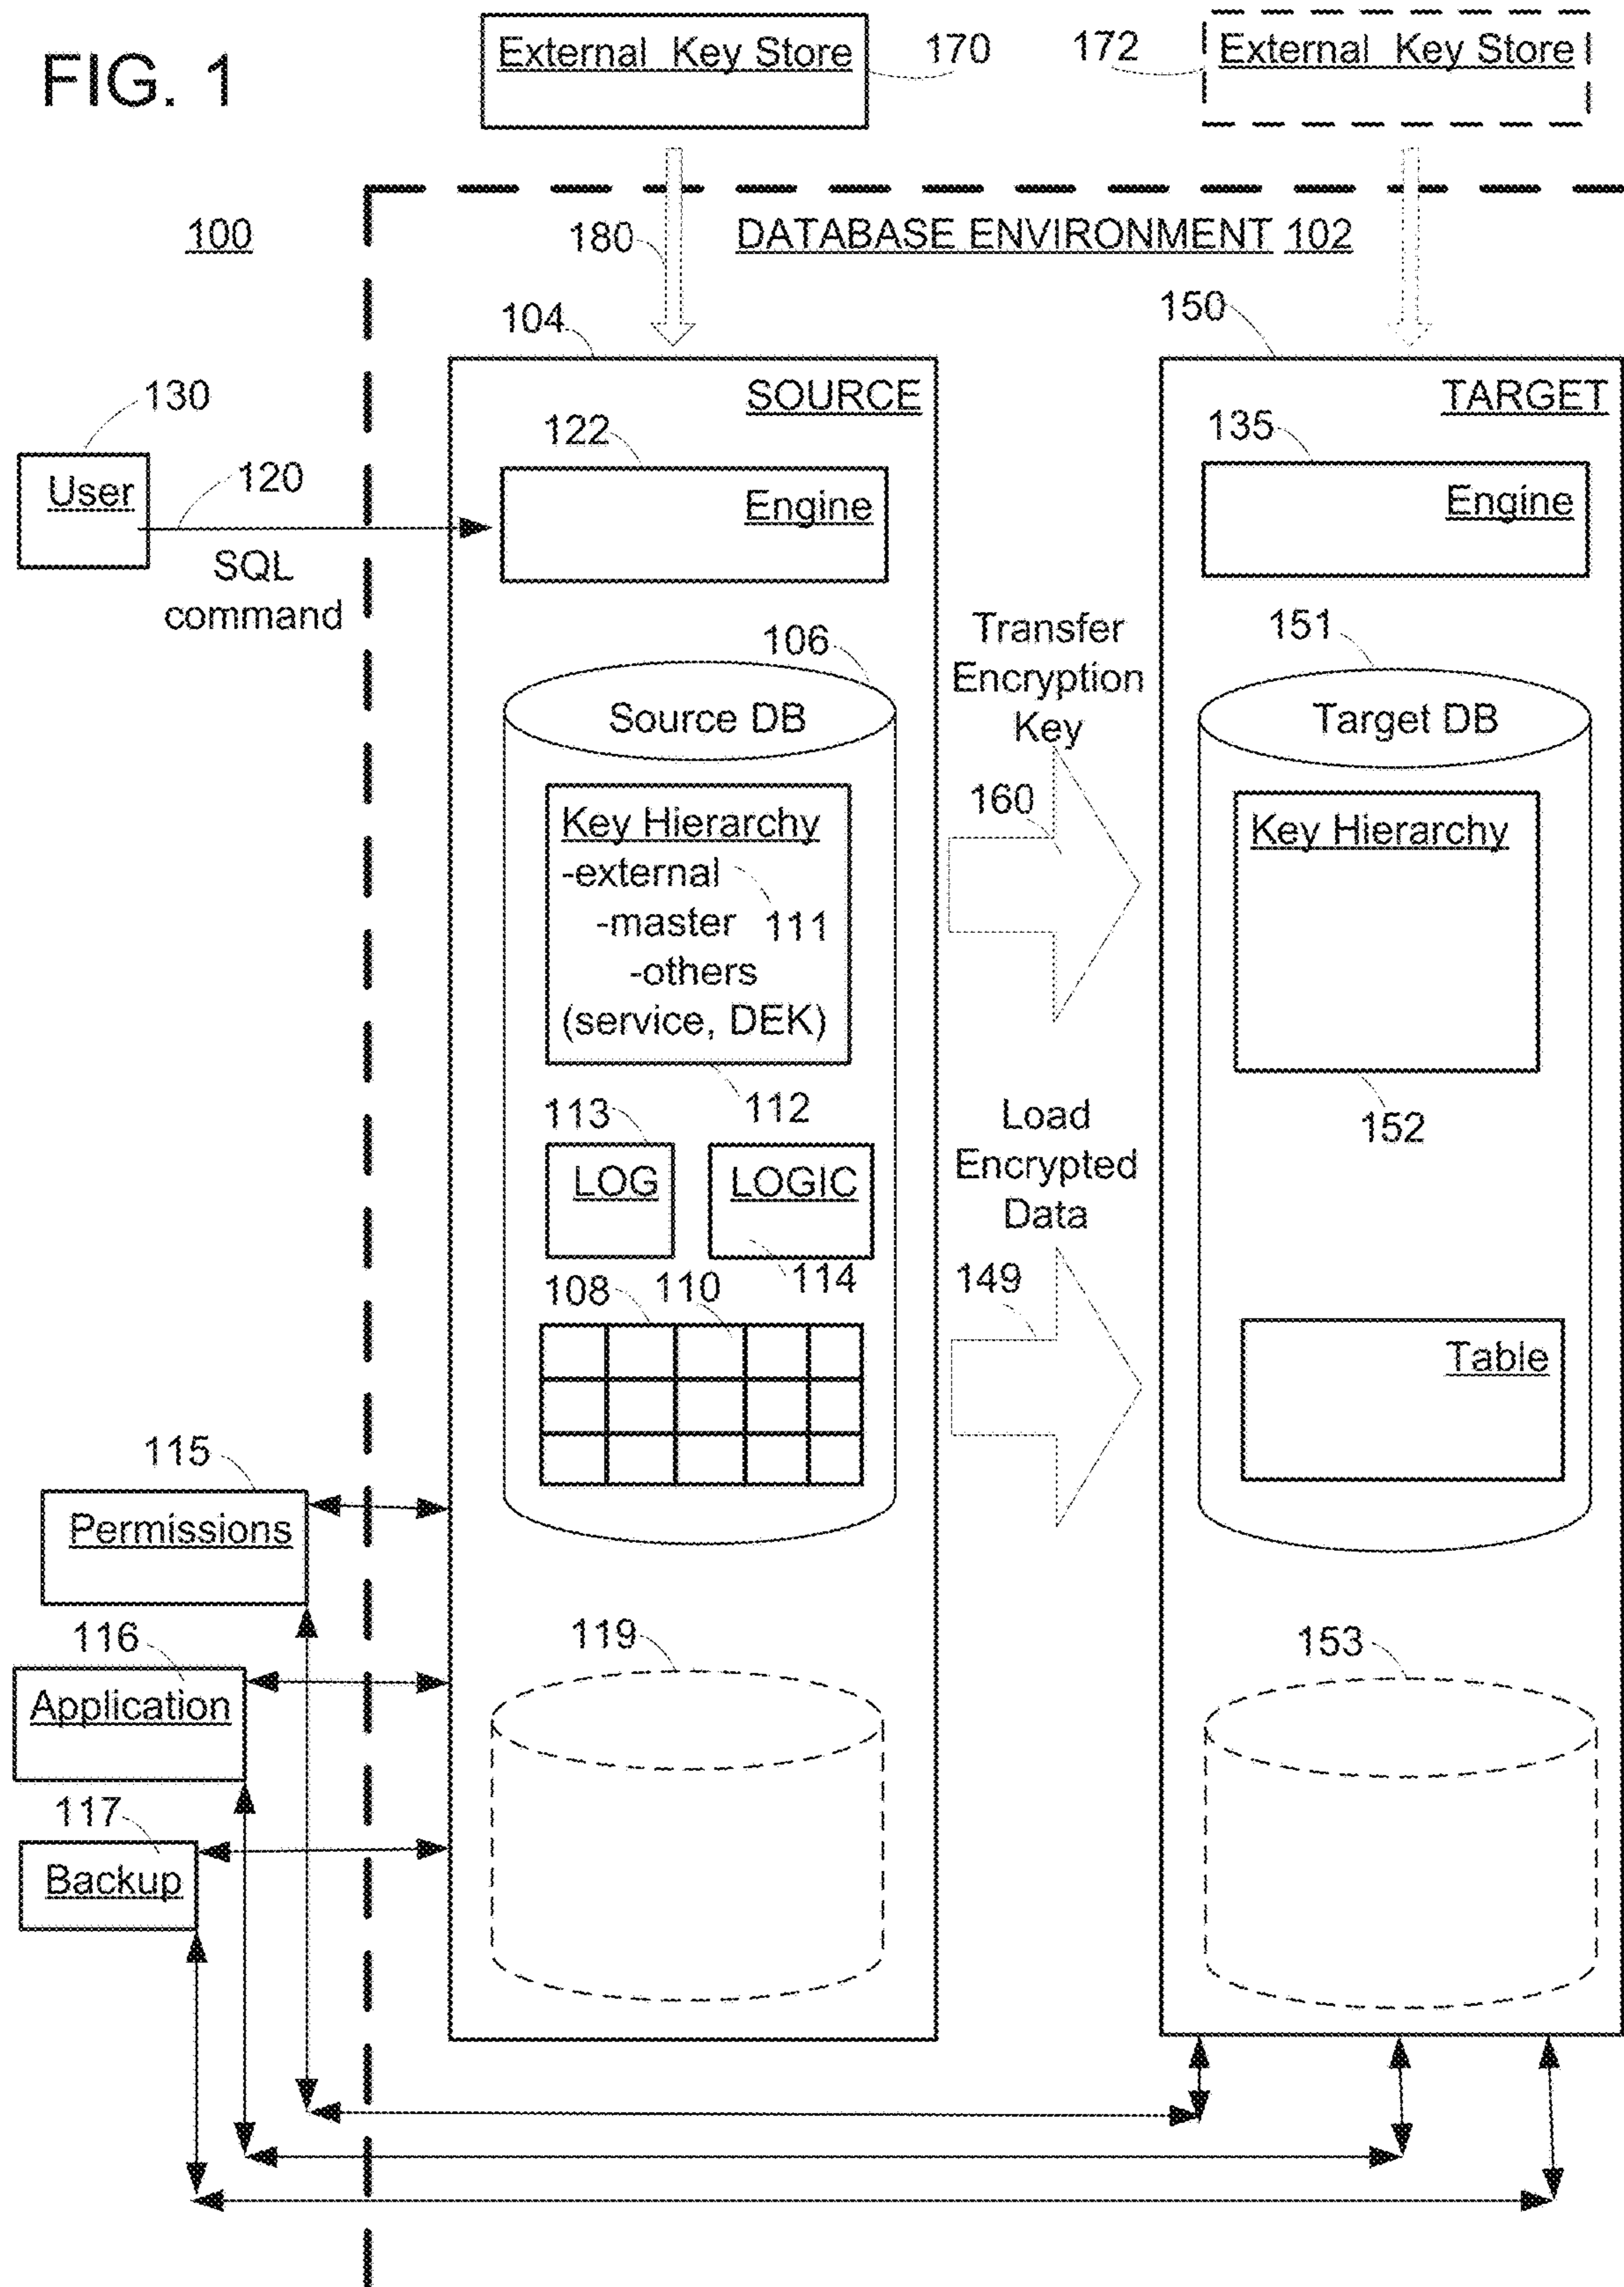 FIG. 1
External Key Store
170
172
External Key Store
100
180
DATABASE ENVIRONMENT 102
104
150
SOURCE
TARGET
130
122
135
User
120
Engine
Engine
SQL
command
106
Transfer
Encryption
Key
151
Source DB
Target DB
160
Key Hierarchy
-external
-master
111
-others
(service, DEK)
Key Hierarchy
112
152
113
LOG
LOGIC
Load
Encrypted
Data
114
108
110
149
Table
115
Permissions
116
119
153
Application
117
Backup